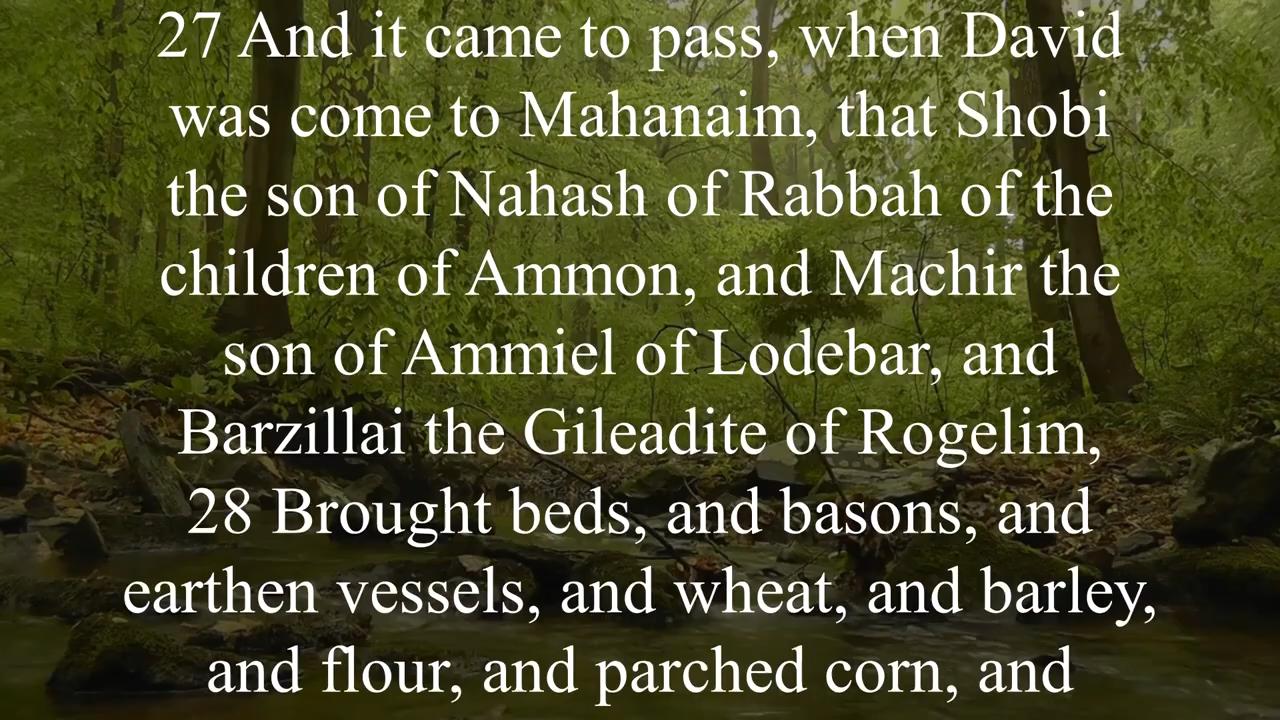 27 And it came to pass, when David
was come to Mahanaim, that Shobi
the son of Nahash of Rabbah of the
children of Ammon, and Machir the
son of Ammiel of Lodebar, and
Barzillai the Gileadite of Rogelim,
28 Brought beds, and basons, and
earthen vessels, and wheat, and barley,
and flour, and parched corn, and